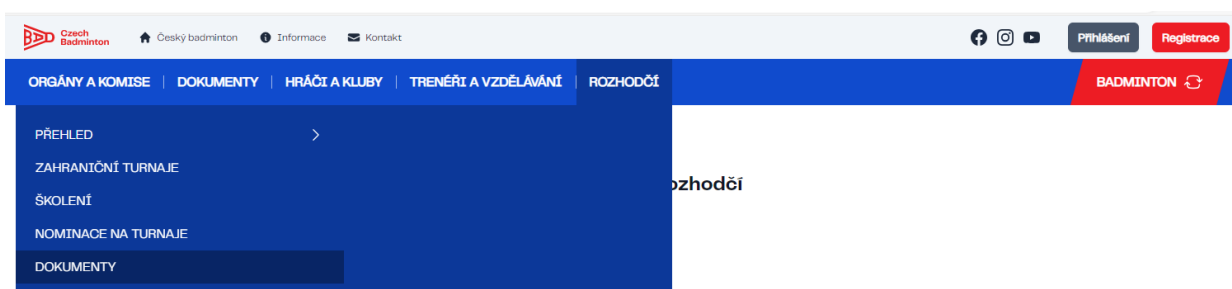 BAD Czech
Badminton
Český badminton
Informace
Kontakt
Přihlášení
Registrace
ORGÁNY A KOMISE | DOKUMENTY | HRÁČI A KLUBY | TRENÉŘI A VZDĚLÁVÁNÍ | ROZHODČÍ
BADMINTON
PŘEHLED
ZAHRANIČNÍ TURNAJE
ŠKOLENÍ
NOMINACE NA TURNAJE
DOKUMENTY
ozhodčí